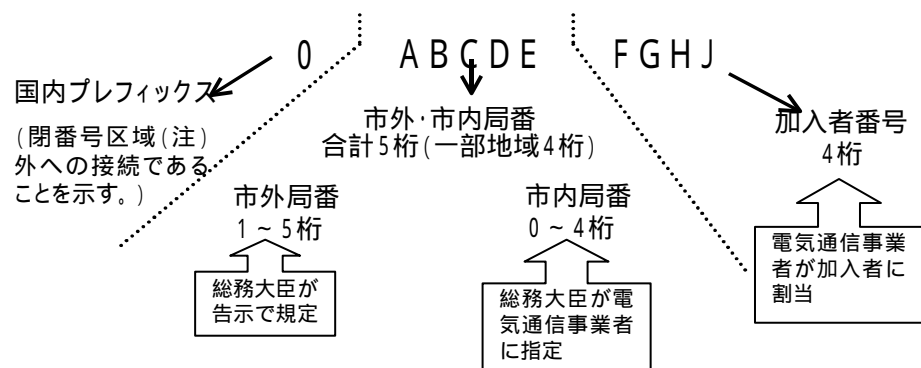 0 ABCDE FGHJ
国内プレフィックス
(閉番号区域(注)
外への接続である
ことを示す。)
市外・市内局番
合計5桁(一部地域4桁)
加入者番号
4桁
市外局番
1~5桁
市内局番
0~4桁
総務大臣が
告示で規定
総務大臣が電
気通信事業者
に指定
電気通信事業
者が加入者に
割当